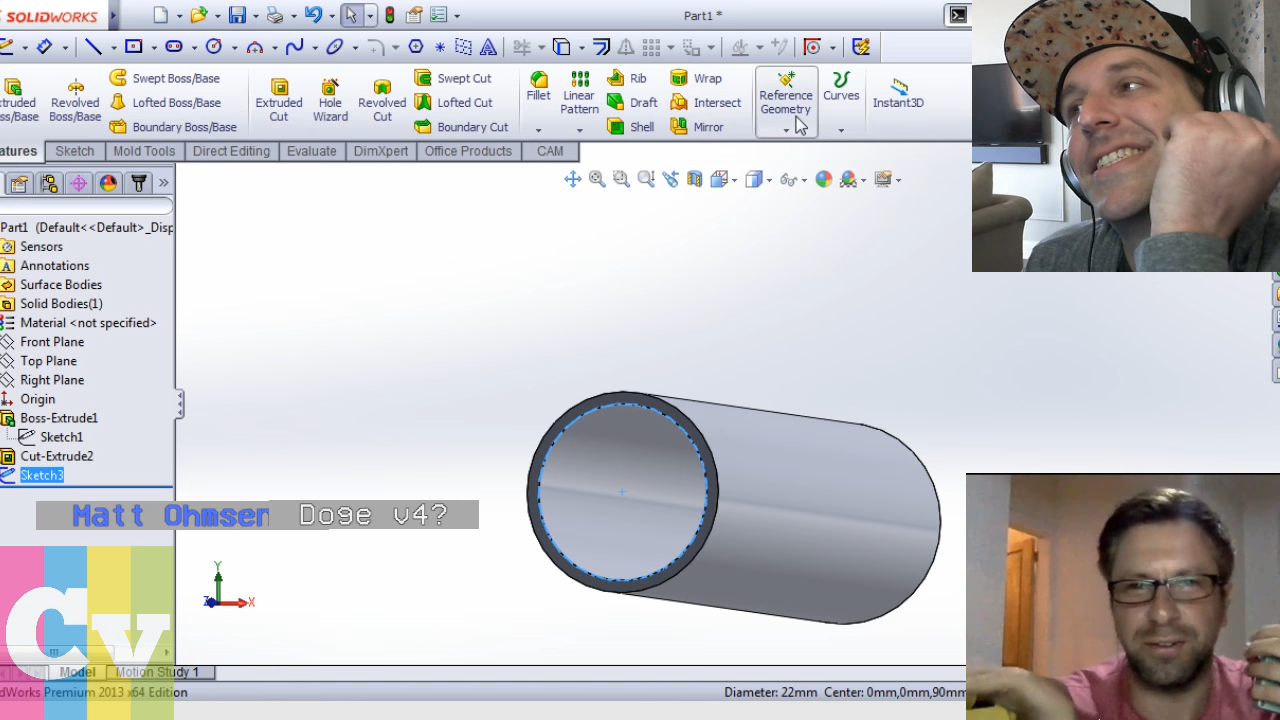 SOLIDWORKS
Part1 *
truded
ss/Base
Revolved
Boss/Base
Swept Boss/Base
Lofted Boss/Base
Boundary Boss/Base
Extruded
Cut
Hole
Wizard
Revolved
Cut
Swept Cut
Lofted Cut
Boundary Cut
Fillet
Linear
Pattern
Rib
Draft
Shell
Wrap
Intersect
Mirror
Reference
Geometry
Curves
Instant3D
atures
Sketch
Mold Tools
Direct Editing
Evaluate
DimXpert
Office Products
CAM
Part1 (Default<<Default>_Disp
Sensors
Annotations
Surface Bodies
Solid Bodies(1)
Material <not specified>
Front Plane
Top Plane
Right Plane
Origin
Boss-Extrude1
Sketch1
Cut-Extrude2
Sketch3
Matt Ohmser Doge v4?
Y
Z
X
Cv
Model
Motion Study 1
dWorks Premium 2013 x64 Edition
Diameter: 22mm Center: 0mm,0mm,90mm